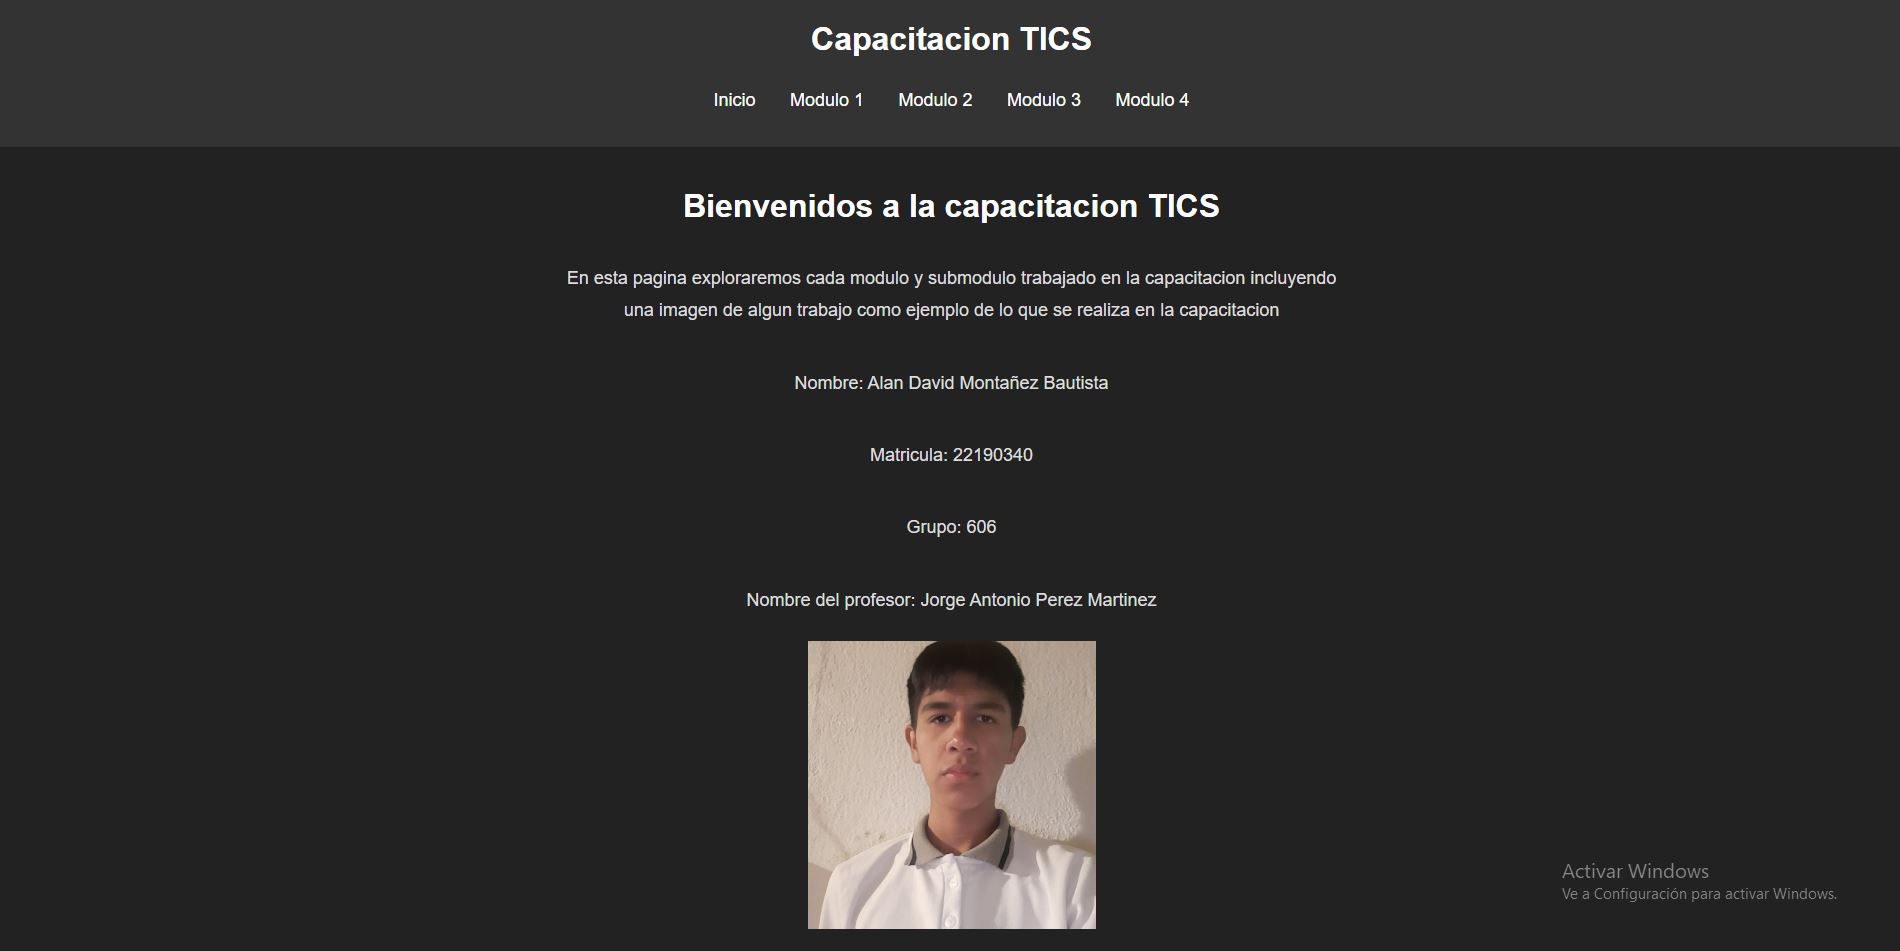 Capacitacion TICS
Inicio Modulo 1 Modulo 2 Modulo 3 Modulo 4
Bienvenidos a la capacitacion TICS
En esta pagina exploraremos cada modulo y submodulo trabajado en la capacitacion incluyendo
una imagen de algun trabajo como ejemplo de lo que se realiza en la capacitacion
Nombre: Alan David Montañez Bautista
Matricula: 22190340
Grupo: 606
Nombre del profesor: Jorge Antonio Perez Martinez
Activar Windows
Ve a Configuración para activar Windows.